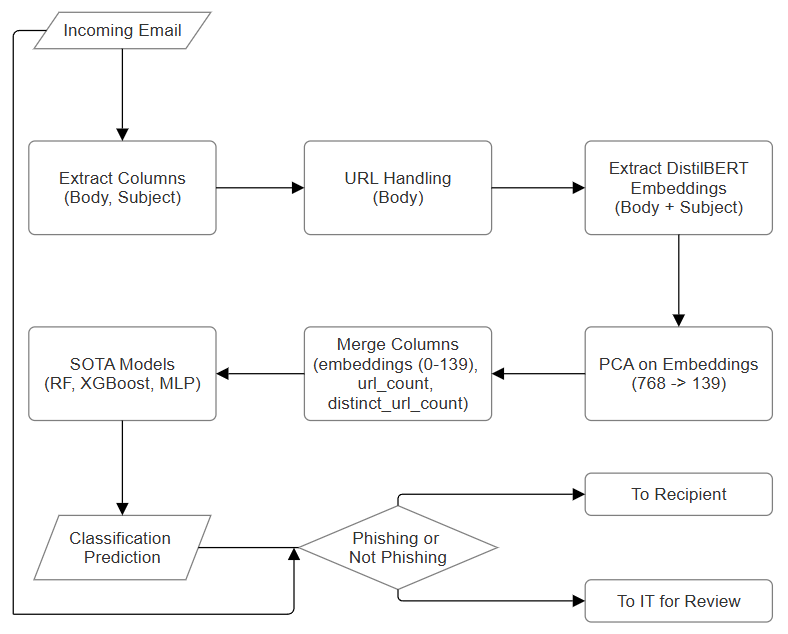 Incoming Email
Extract Columns
(Body, Subject)
URL Handling
(Body)
Extract DistilBERT
Embeddings
(Body + Subject)
SOTA Models
(RF, XGBoost, MLP)
Merge Columns
(embeddings (0-139),
url_count,
distinct_url_count)
PCA on Embeddings
(768 -> 139)
Classification
Prediction
Phishing or
Not Phishing
To Recipient
To IT for Review